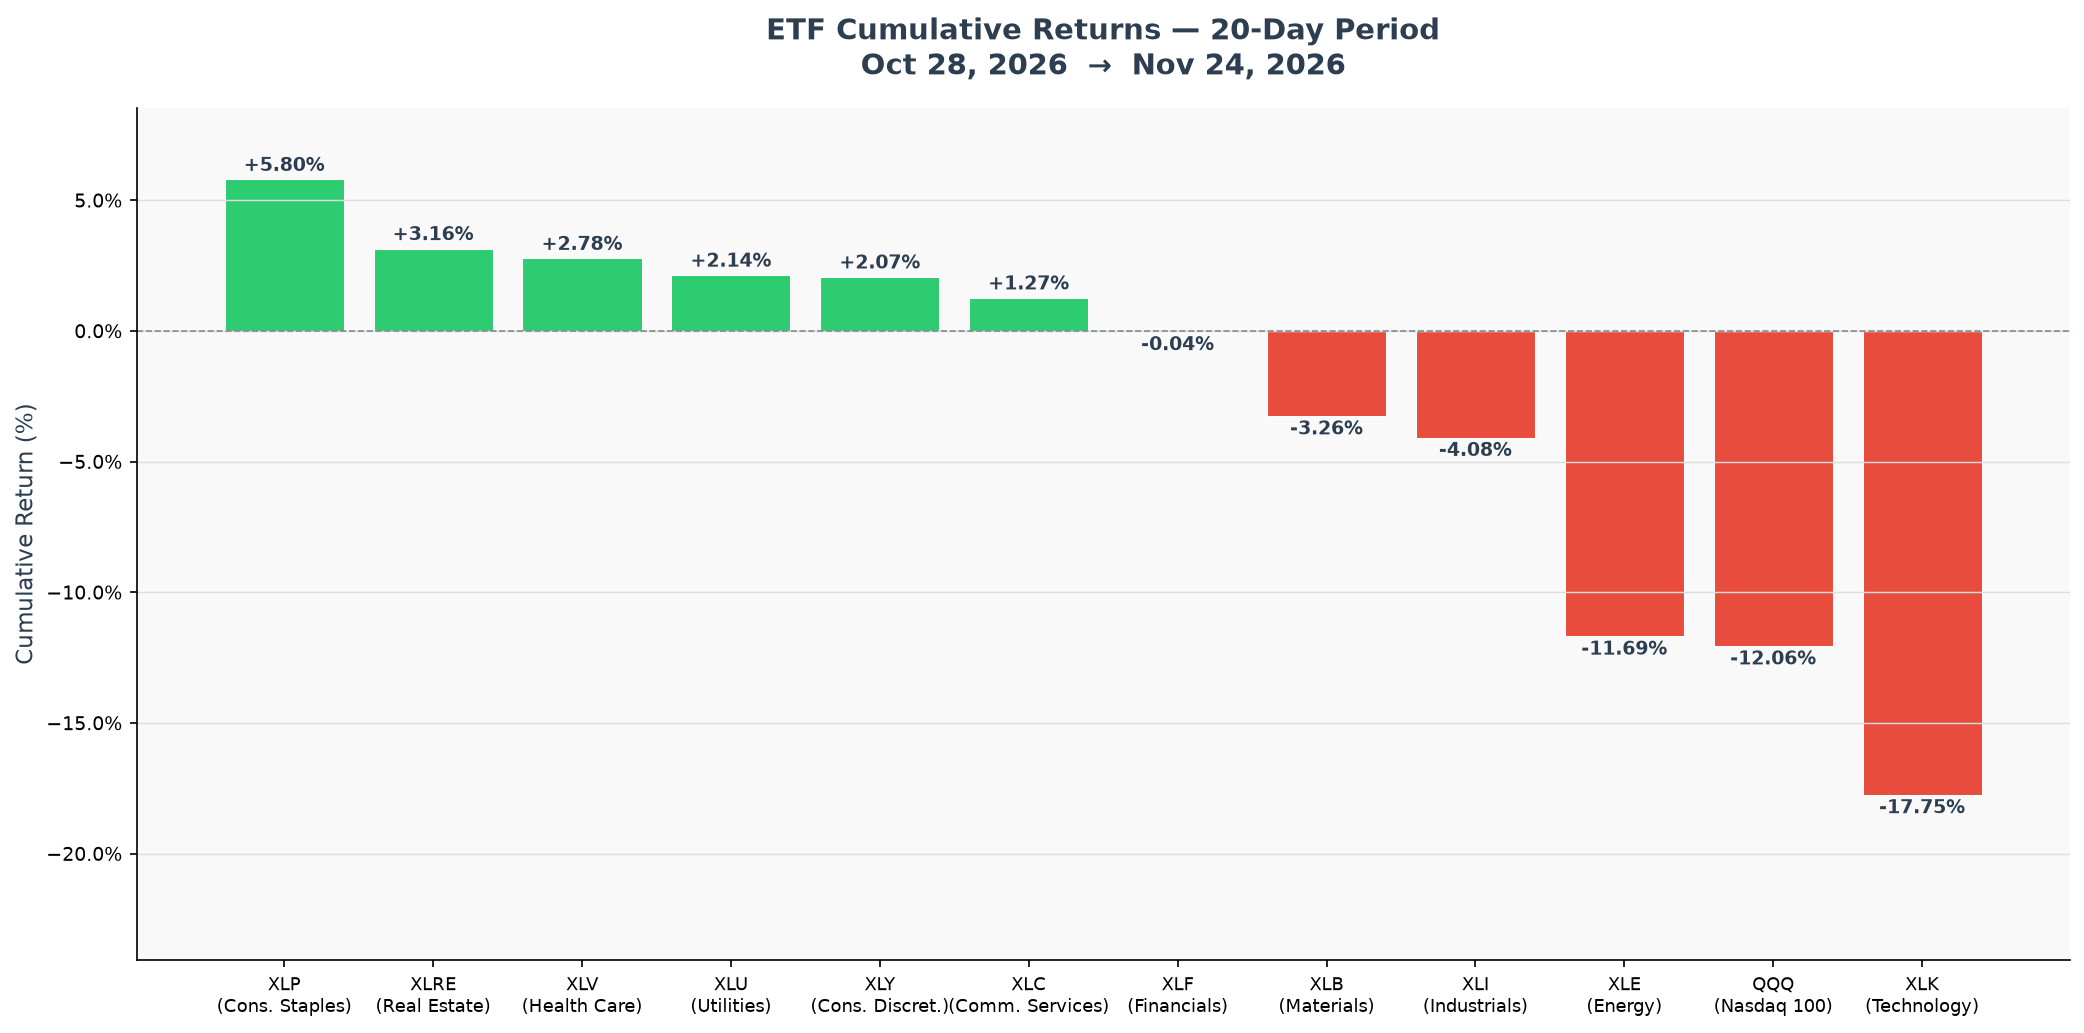 ETF Cumulative Returns — 20-Day Period
Oct 28, 2026 → Nov 24, 2026
Cumulative Return (%)
5.0%
0.0%
−5.0%
−10.0%
−15.0%
−20.0%
+5.80%
+3.16%
+2.78%
+2.14%
+2.07%
+1.27%
-0.04%
-3.26%
-4.08%
-11.69%
-12.06%
-17.75%
XLP
(Cons. Staples)
XLRE
(Real Estate)
XLV
(Health Care)
XLU
(Utilities)
XLY
(Cons. Discret.)
XLC
(Comm. Services)
XLF
(Financials)
XLB
(Materials)
XLI
(Industrials)
XLE
(Energy)
QQQ
(Nasdaq 100)
XLK
(Technology)